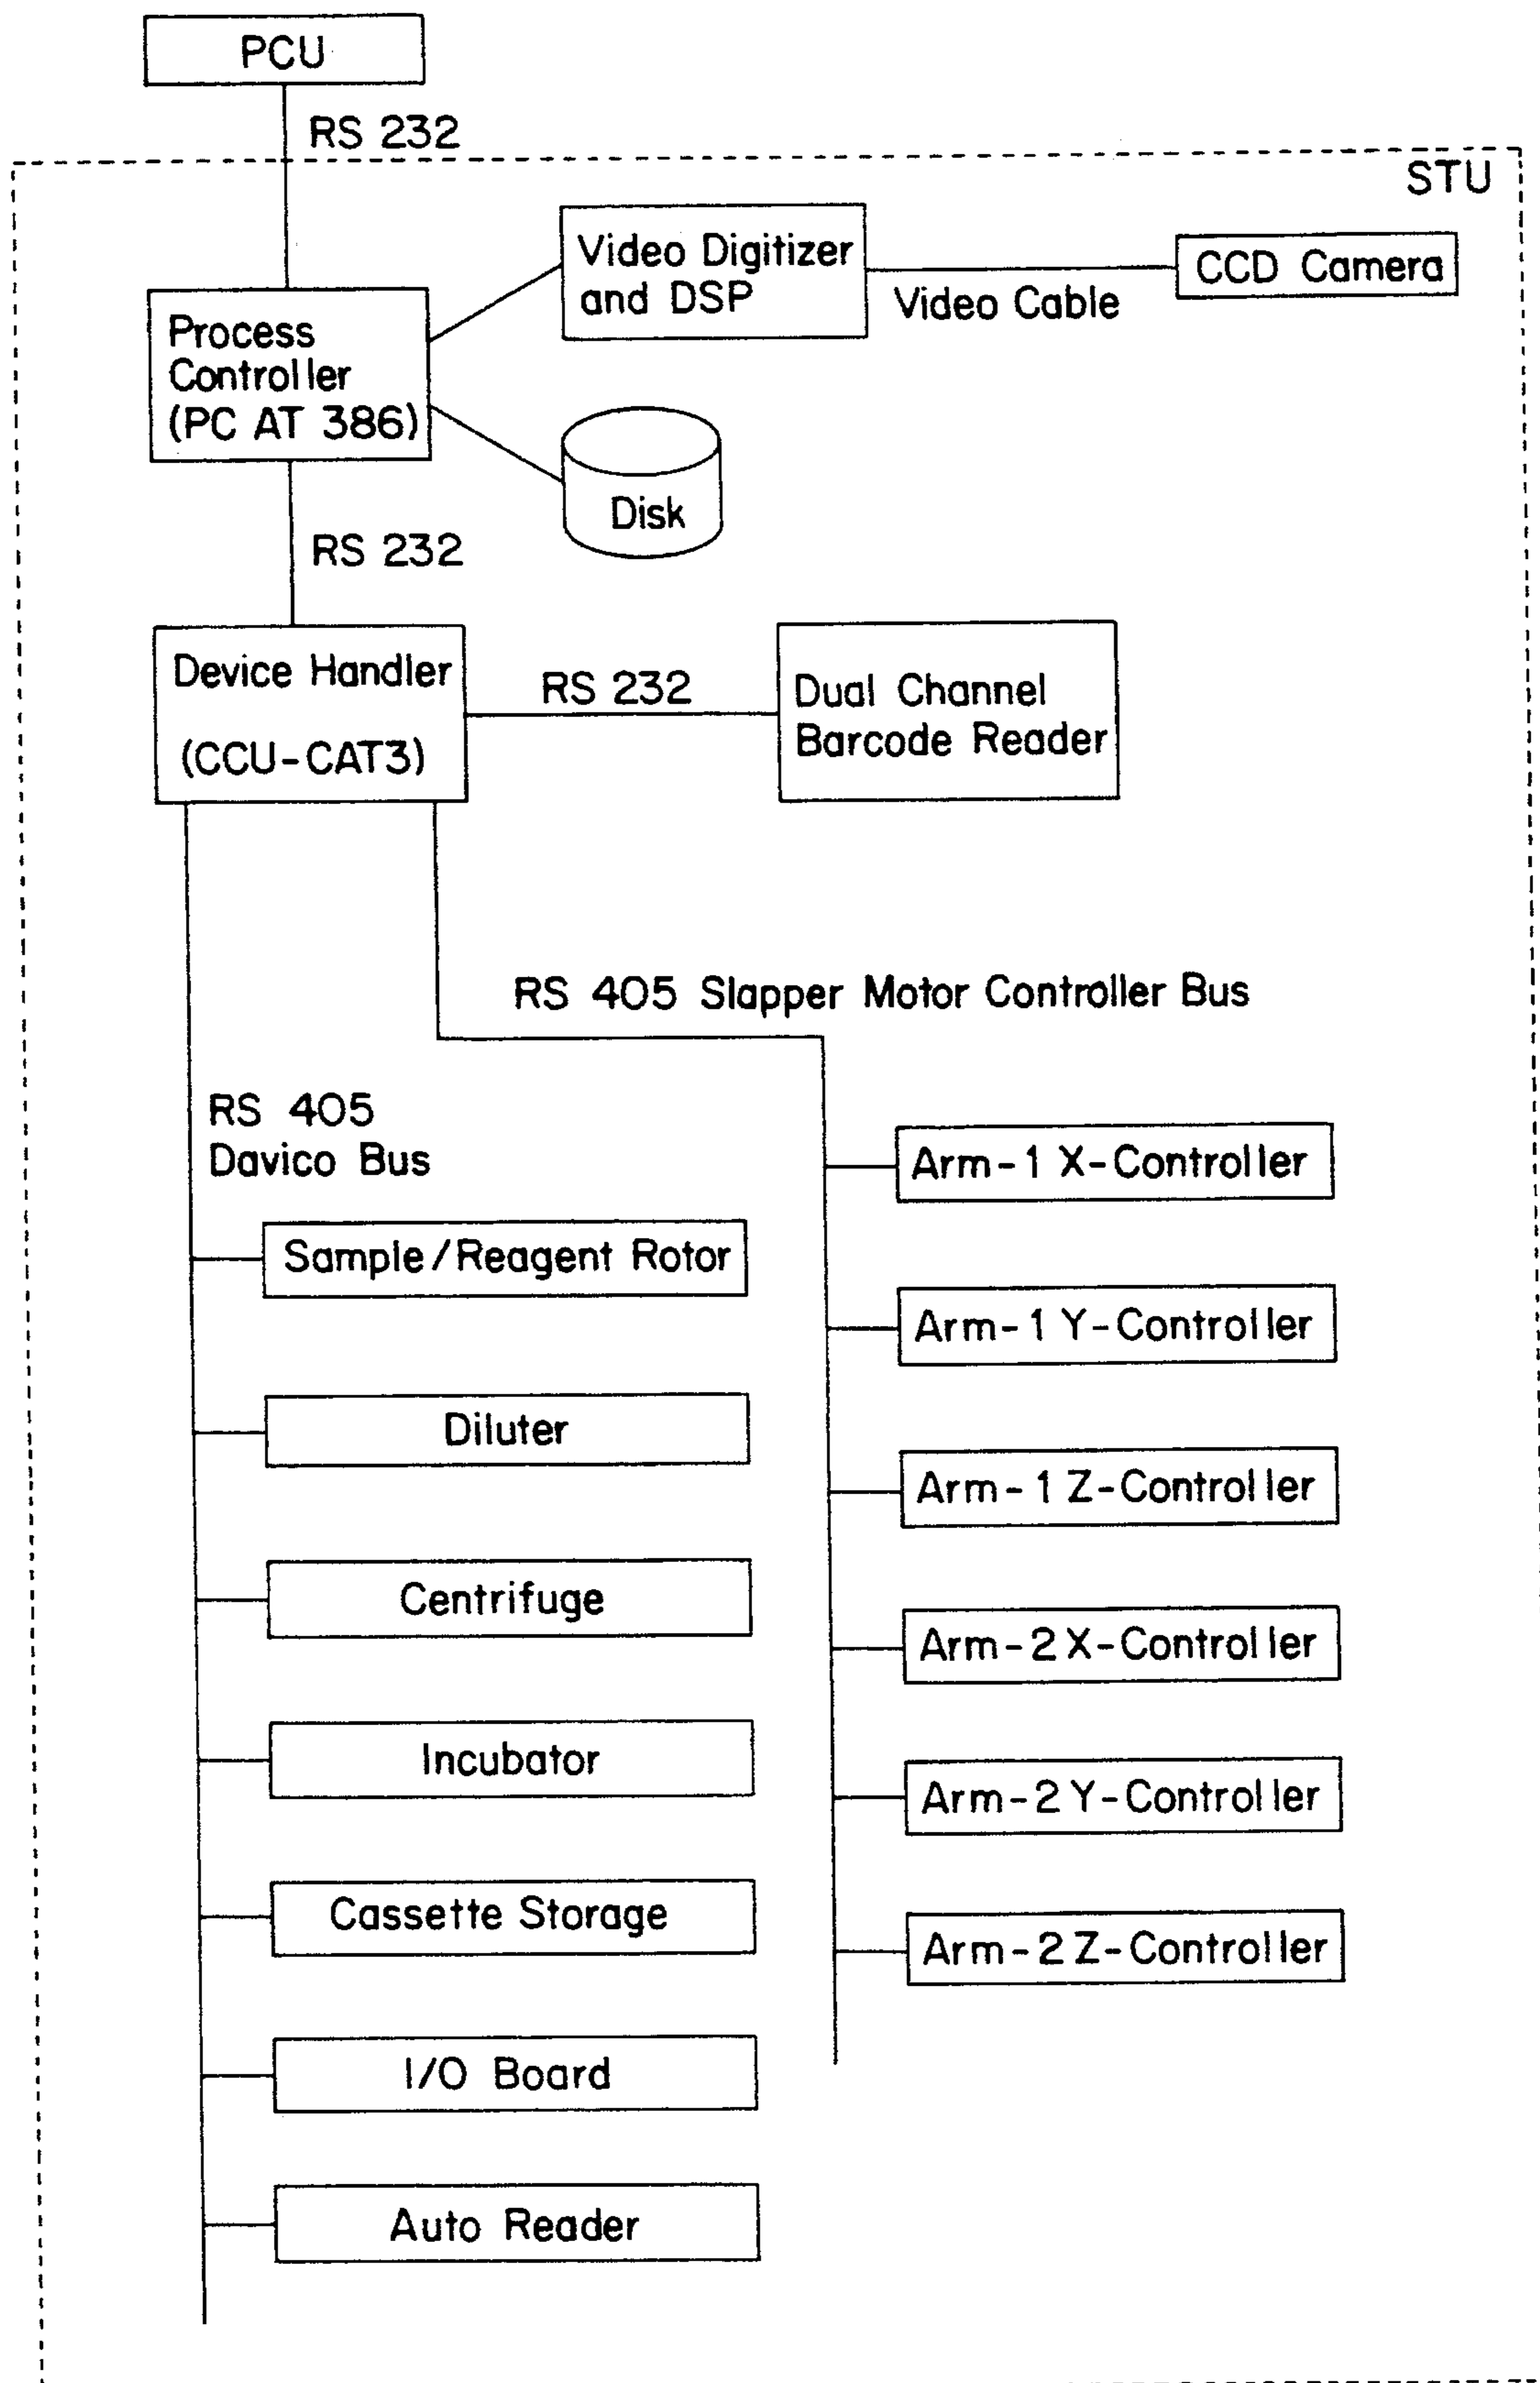 PCU
RS 232
STU
Video Digitizer
and DSP
Video Cable
CCD Camera
Process
Controller
(PC AT 386)
Disk
RS 232
Device Handler
(CCU-CAT3)
RS 232
Dual Channel
Barcode Reader
RS 405 Slapper Motor Controller Bus
RS 405
Davico Bus
Sample/Reagent Rotor
Diluter
Centrifuge
Incubator
Cassette Storage
I/O Board
Auto Reader
Arm-1 X-Controller
Arm-1 Y-Controller
Arm-1 Z-Controller
Arm-2 X-Controller
Arm-2 Y-Controller
Arm-2 Z-Controller